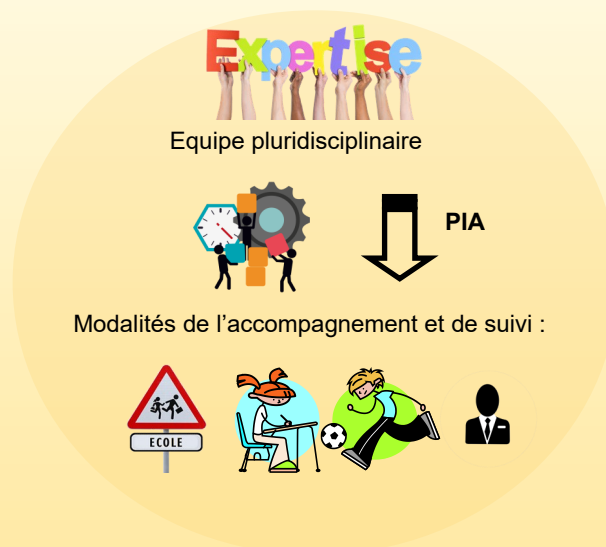 Expertise
Equipe pluridisciplinaire
PIA
Modalités de l’accompagnement et de suivi :
ECOLE